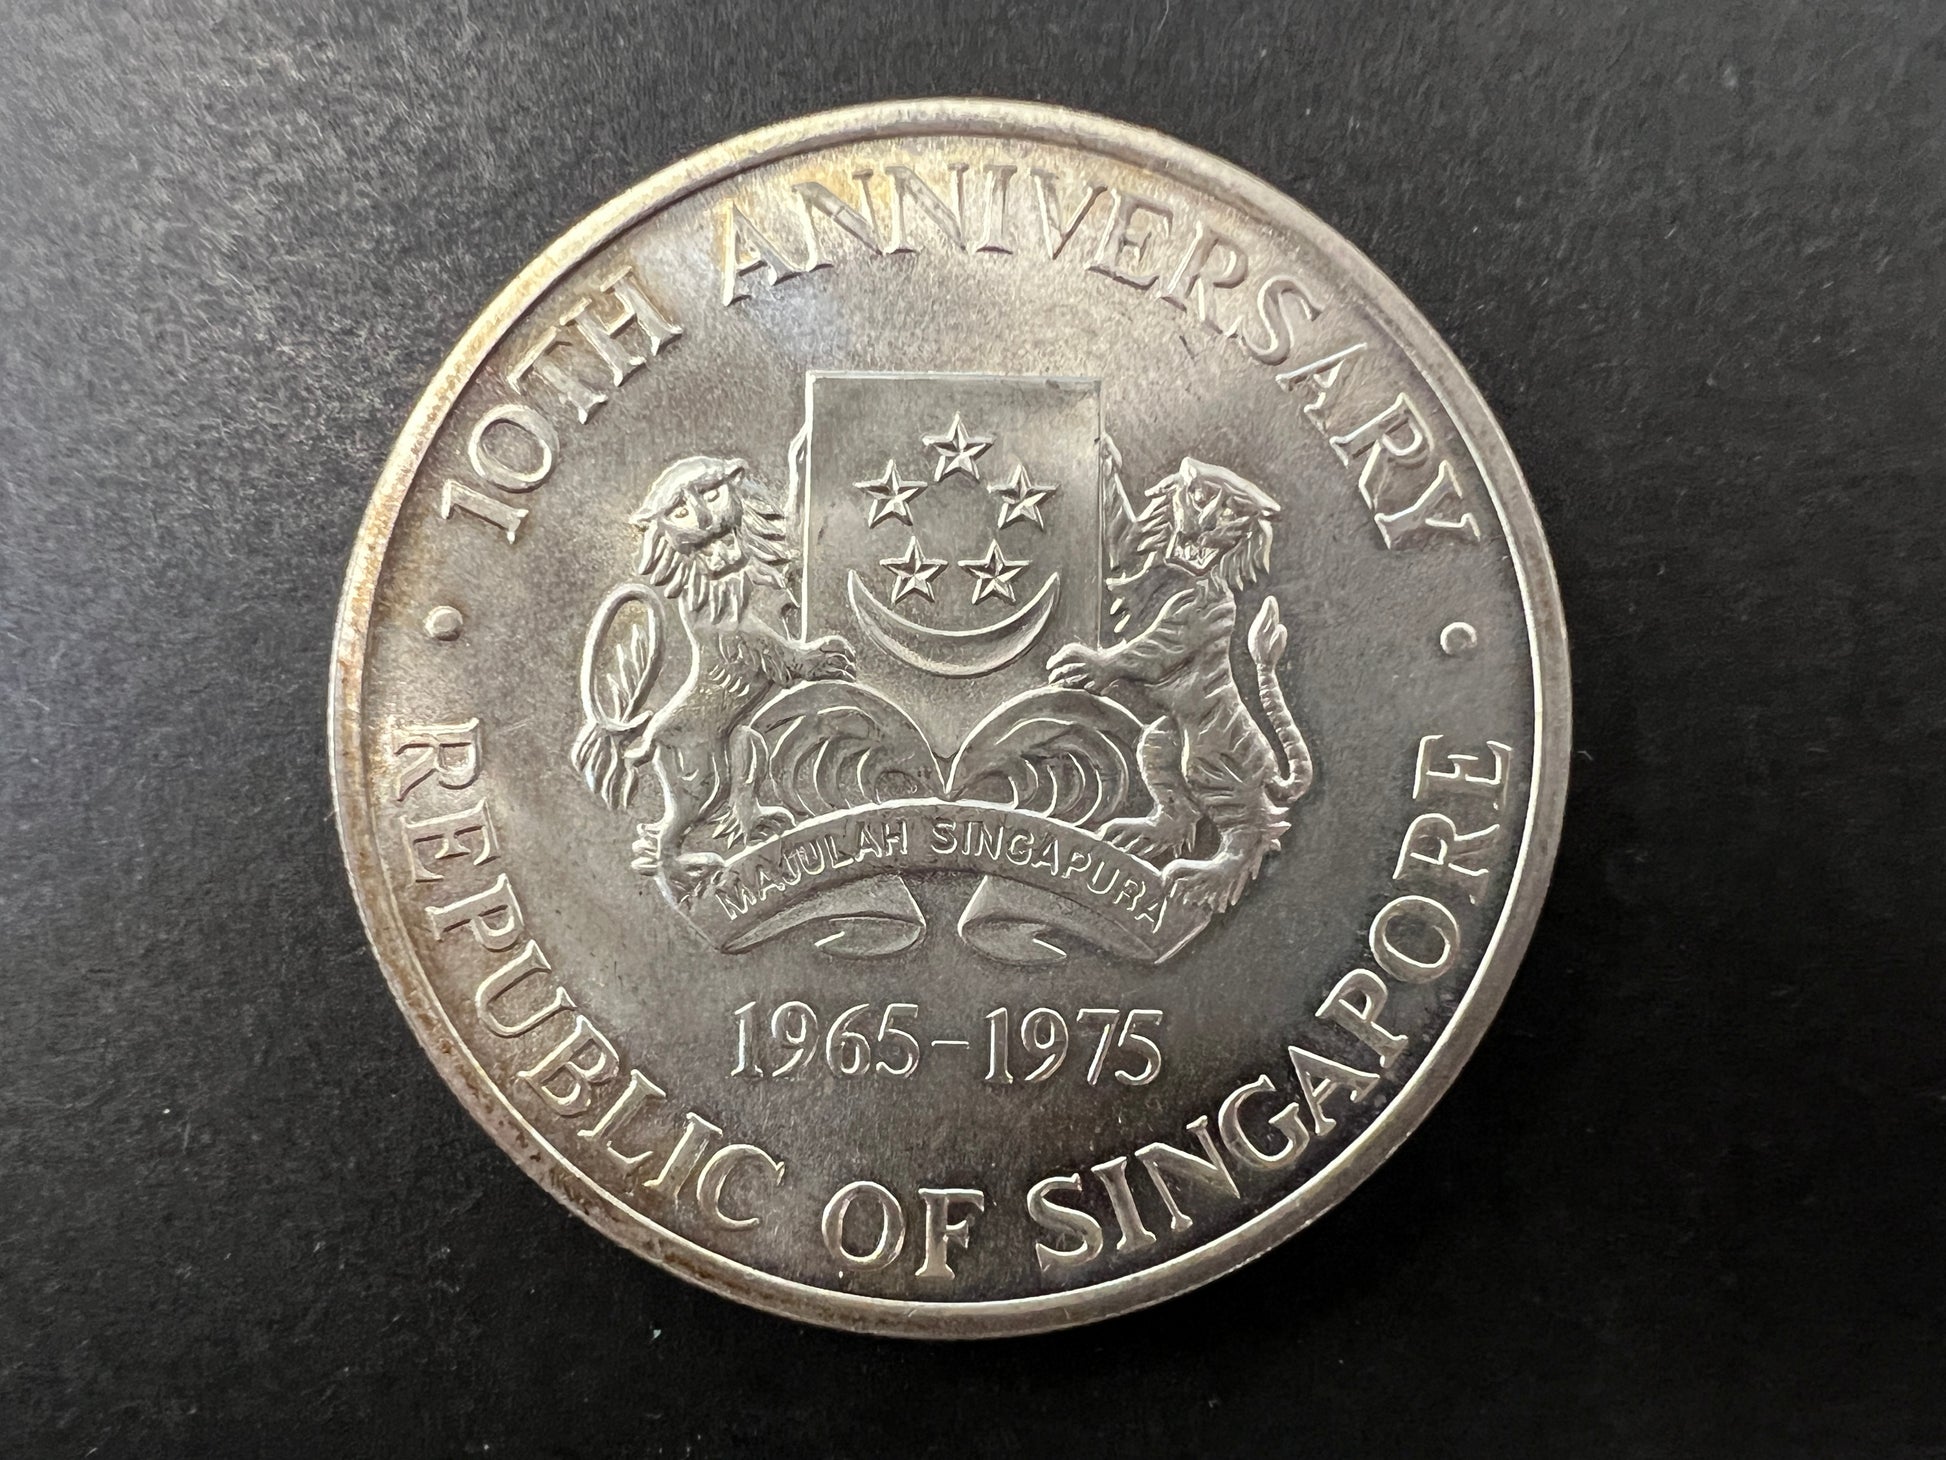 · 10TH ANNIVERSARY ·
MAJULAH SINGAPURA
1965-1975
REPUBLIC OF SINGAPORE